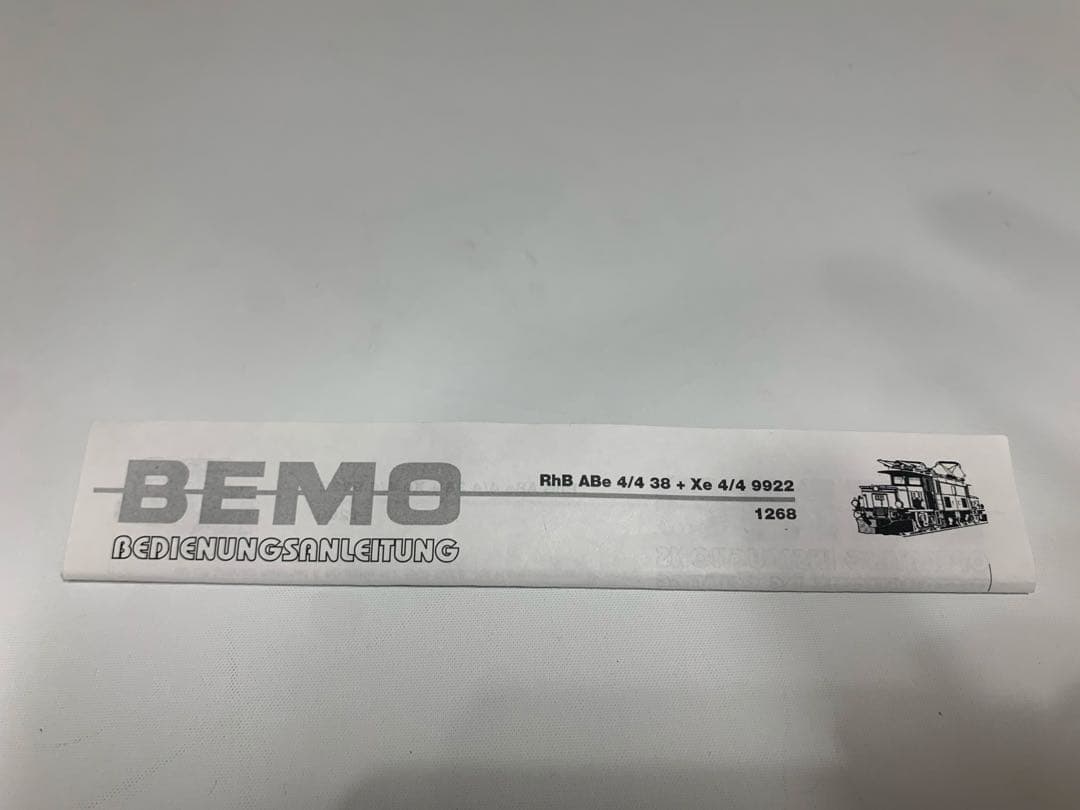 BEMO
BEDIENUNGSANLEITUNG
RhB ABe 4/4 38 + Xe 4/4 9922
1268